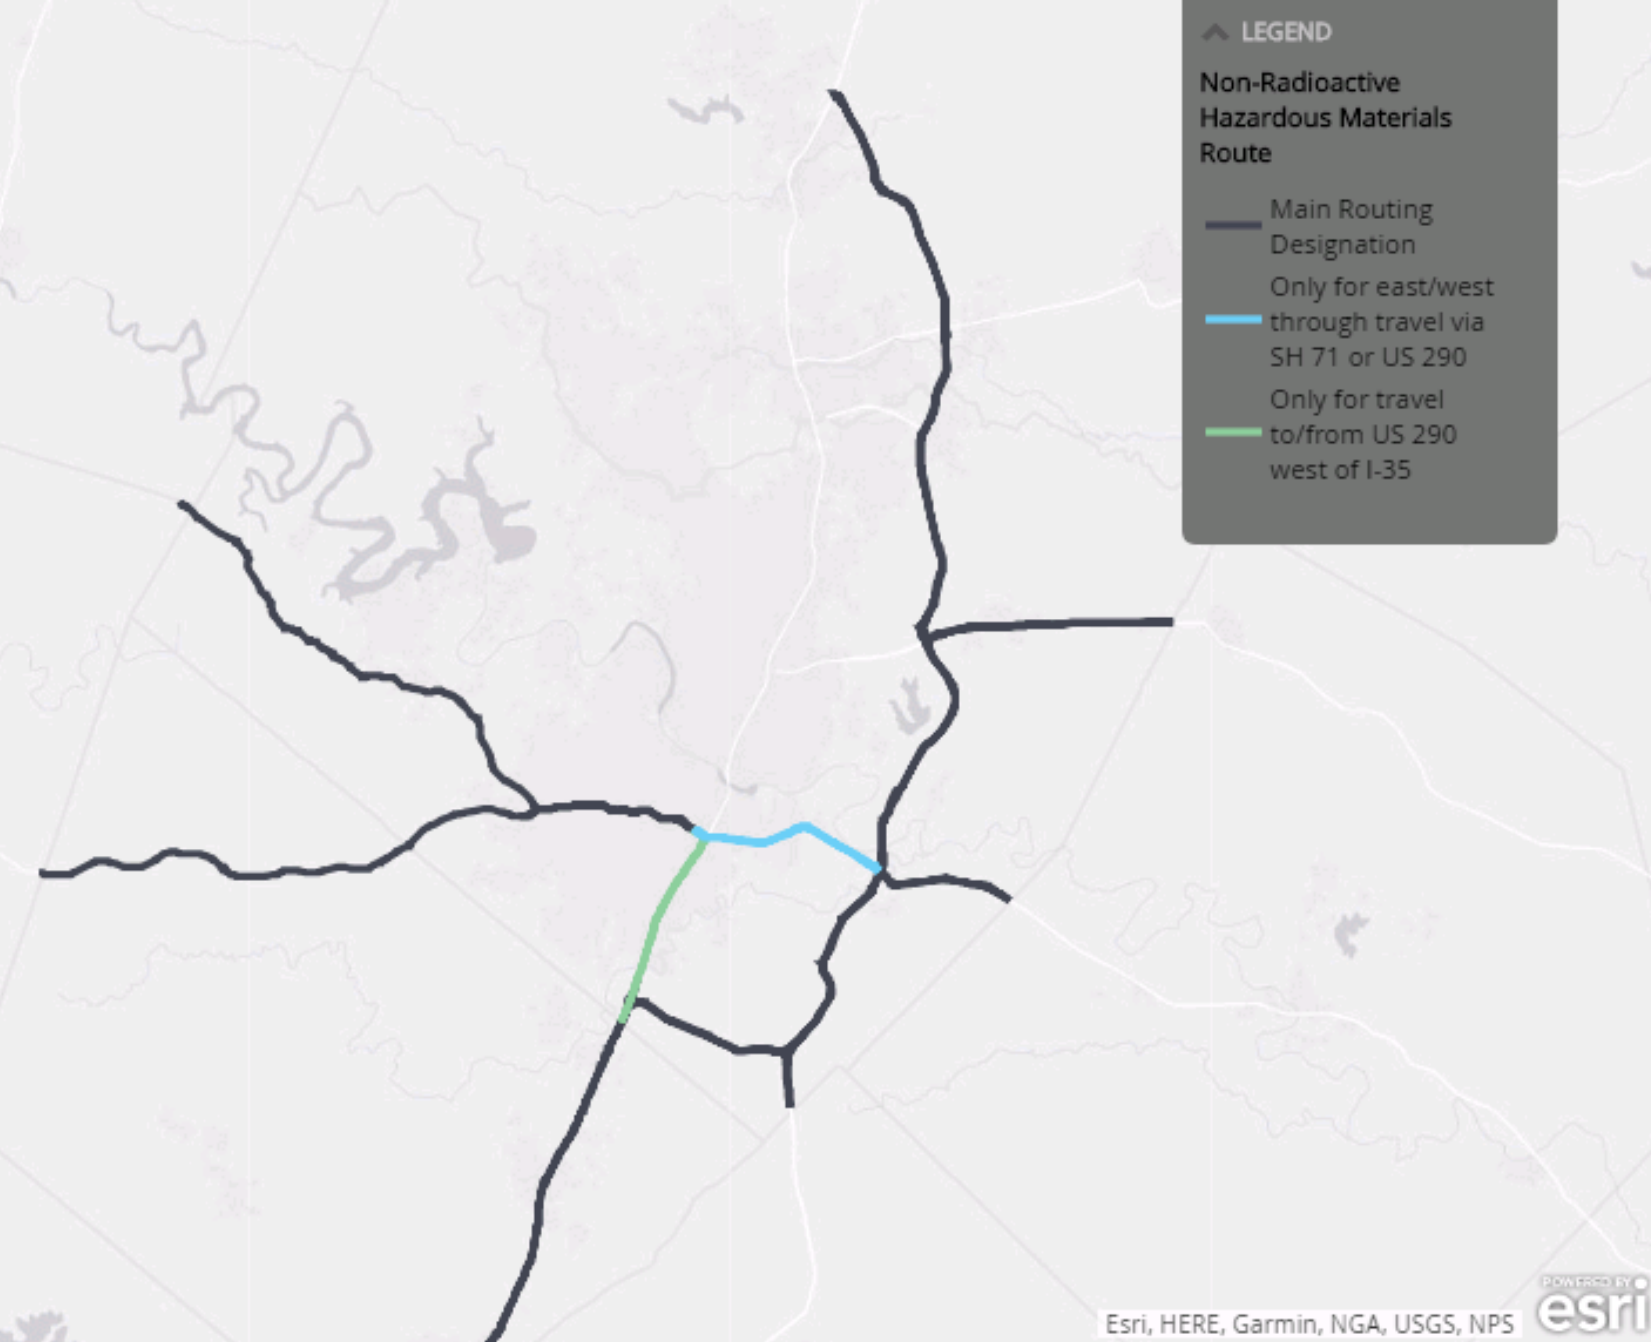 LEGEND
Non-Radioactive
Hazardous Materials
Route
Main Routing
Designation
Only for east/west
through travel via
SH 71 or US 290
Only for travel
to/from US 290
west of I-35
POWERED BY
esri
Esri, HERE, Garmin, NGA, USGS, NPS